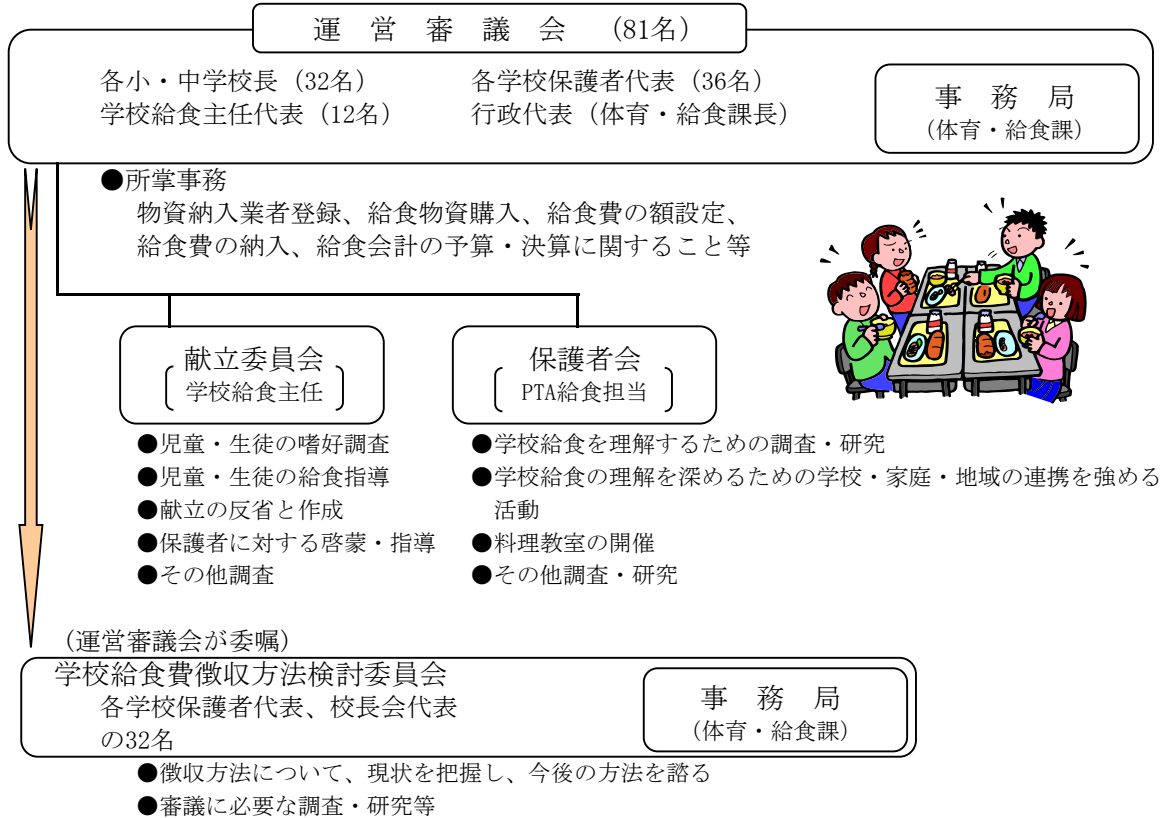 運営審議会 (81名)
各小・中学校長 (32名) 各学校保護者代表 (36名)
学校給食主任代表 (12名) 行政代表 (体育・給食課長)
事務局
(体育・給食課)
●所掌事務
物資納入業者登録、給食物資購入、給食費の額設定、
給食費の納入、給食会計の予算・決算に関すること等
献立委員会
学校給食主任
●児童・生徒の嗜好調査
●児童・生徒の給食指導
●献立の反省と作成
●保護者に対する啓蒙・指導
●その他調査
保護者会
PTA給食担当
●学校給食を理解するための調査・研究
●学校給食の理解を深めるための学校・家庭・地域の連携を強める
活動
●料理教室の開催
●その他調査・研究
(運営審議会が委嘱)
学校給食費徴収方法検討委員会
各学校保護者代表、校長会代表
の32名
事務局
(体育・給食課)
●徴収方法について、現状を把握し、今後の方法を諮る
●審議に必要な調査・研究等